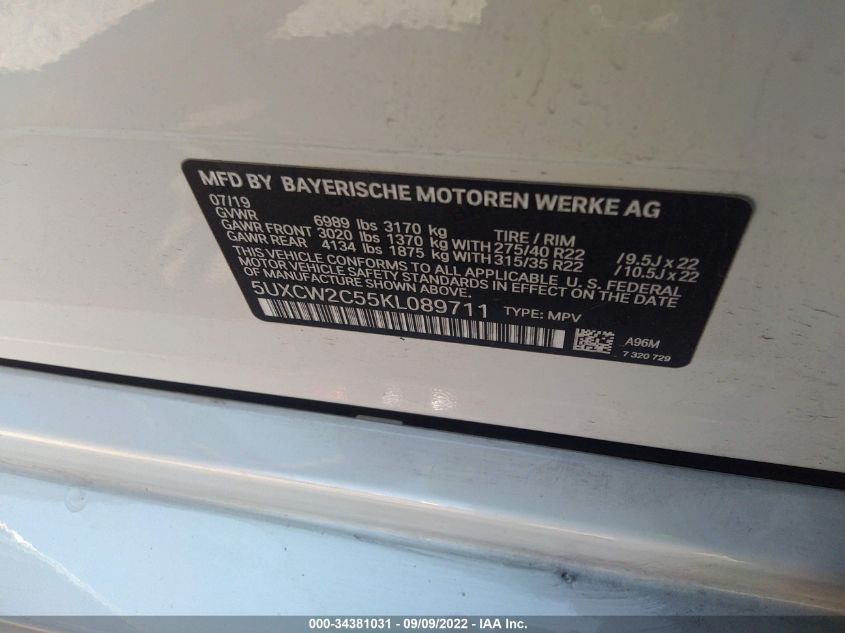 MFD BY BAYERISCHE MOTOREN WERKE AG
07/19
GVWR 6989 lbs 3170 kg TIRE / RIM
GAWR FRONT 3020 lbs 1370 kg WITH 275/40 R22 /9.5J x 22
GAWR REAR 4134 lbs 1875 kg WITH 315/35 R22 /10.5J x 22
THIS VEHICLE CONFORMS TO ALL APPLICABLE U. S. FEDERAL
MOTOR VEHICLE SAFETY STANDARDS IN EFFECT ON THE DATE
OF MANUFACTURE SHOWN ABOVE.
5UXCW2C55KL089711 TYPE: MPV
A96M
7 320 729
000-34381031 - 09/09/2022 - IAA Inc.